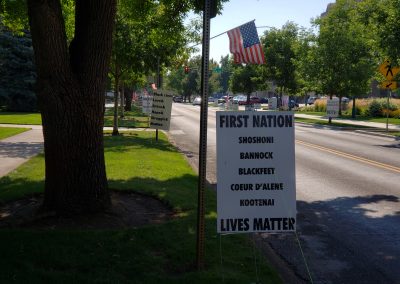 FIRST NATION
SHOSHONI
BANNOCK
BLACKFEET
COEUR D'ALENE
KOOTENAI
LIVES MATTER